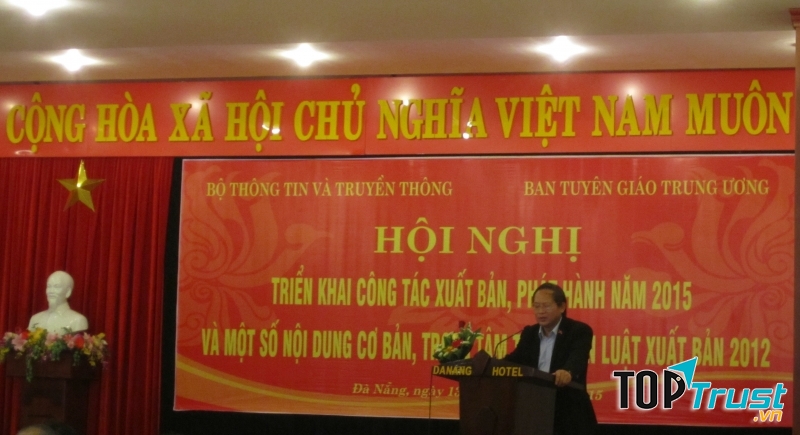 CỘNG HÒA XÃ HỘI CHỦ NGHĨA VIỆT NAM MUÔN
BỘ THÔNG TIN VÀ TRUYỀN THÔNG BAN TUYÊN GIÁO TRUNG ƯƠNG
HỘI NGHỊ
TRIỂN KHAI CÔNG TÁC XUẤT BẢN, PHÁT HÀNH NĂM 2015
VÀ MỘT SỐ NỘI DUNG CƠ BẢN, LUẬT XUẤT BẢN 2012
DANANG HOTEL
Đà Nẵng, ngày
TOPTrust.vn